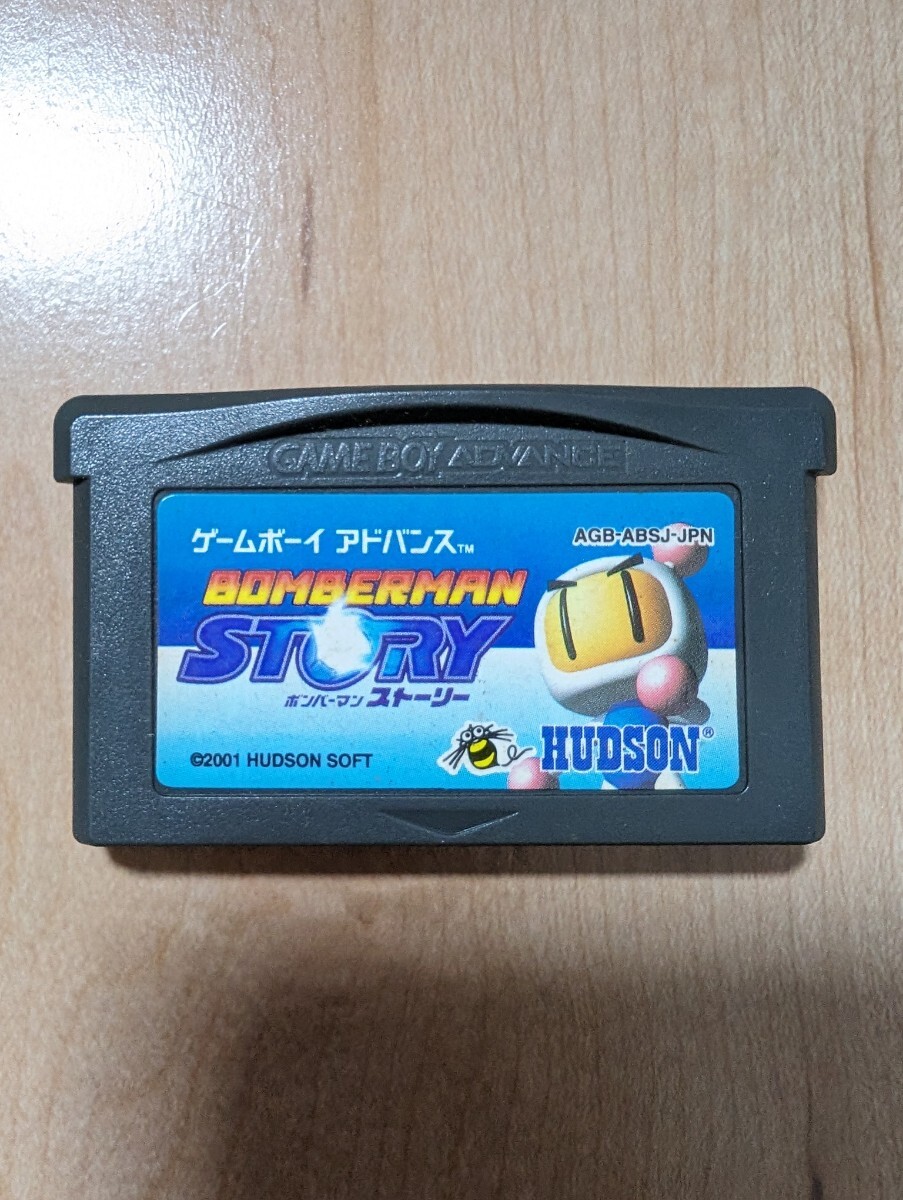 GAME BOY ADVANCE
ゲームボーイ アドバンス™
AGB-ABSJ-JPN
BOMBERMAN
STORY
ボンバーマン ストーリー
HUDSON®
©2001 HUDSON SOFT